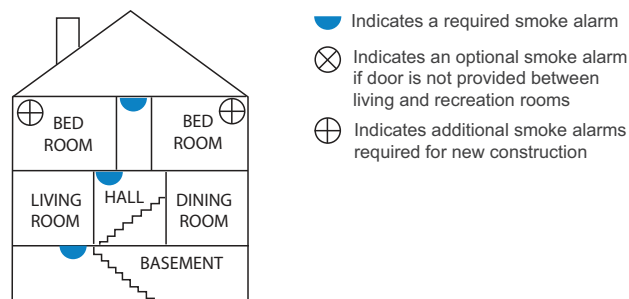 Indicates a required smoke alarm
Indicates an optional smoke alarm
if door is not provided between
living and recreation rooms
Indicates additional smoke alarms
required for new construction
BED
ROOM
BED
ROOM
LIVING
ROOM
HALL
DINING
ROOM
BASEMENT